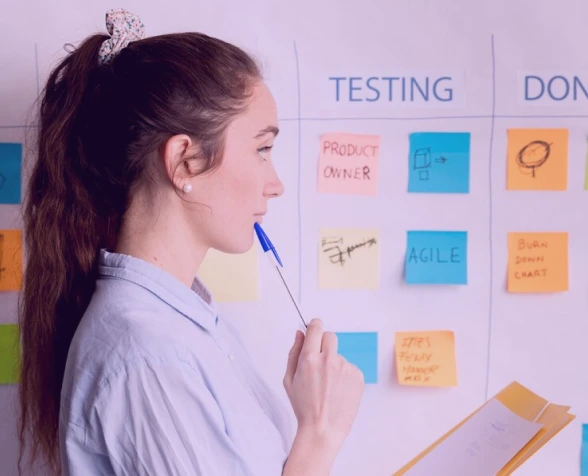 TESTING
DON
PRODUCT
OWNER
AGILE
BURN
DOWN
CHART